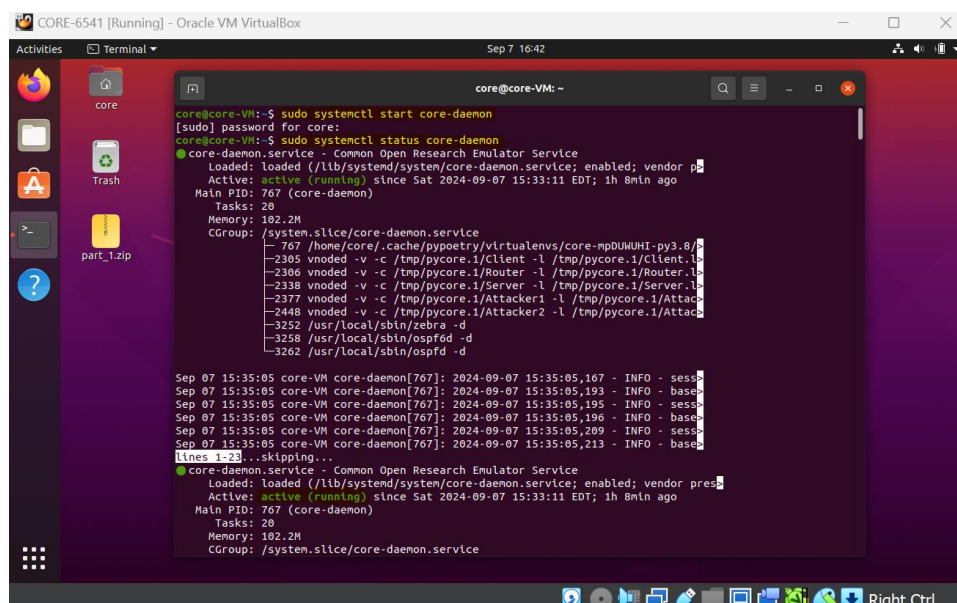 CORE-6541 [Running] - Oracle VM VirtualBox
Activities
Terminal
Sep 7 16:42
core
Trash
part_1.zip
core@core-VM: ~
core@core-VM:~$ sudo systemctl start core-daemon
[sudo] password for core:
core@core-VM:~$ sudo systemctl status core-daemon
core-daemon.service - Common Open Research Emulator Service
Loaded: loaded (/lib/systemd/system/core-daemon.service; enabled; vendor p>
Active: active (running) since Sat 2024-09-07 15:33:11 EDT; 1h 8min ago
Main PID: 767 (core-daemon)
Tasks: 20
Memory: 102.2M
CGroup: /system.slice/core-daemon.service
├─ 767 /home/core/.cache/pypoetry/virtualenvs/core-mpDUWUHI-py3.8/>
├─2305 vnoded -v -c /tmp/pycore.1/Client -l /tmp/pycore.1/Client.l>
├─2306 vnoded -v -c /tmp/pycore.1/Router -l /tmp/pycore.1/Router.l>
├─2338 vnoded -v -c /tmp/pycore.1/Server -l /tmp/pycore.1/Server.l>
├─2377 vnoded -v -c /tmp/pycore.1/Attacker1 -l /tmp/pycore.1/Attac>
├─2448 vnoded -v -c /tmp/pycore.1/Attacker2 -l /tmp/pycore.1/Attac>
├─3252 /usr/local/sbin/zebra -d
├─3258 /usr/local/sbin/ospf6d -d
└─3262 /usr/local/sbin/ospfd -d
Sep 07 15:35:05 core-VM core-daemon[767]: 2024-09-07 15:35:05,167 - INFO - sess>
Sep 07 15:35:05 core-VM core-daemon[767]: 2024-09-07 15:35:05,193 - INFO - base>
Sep 07 15:35:05 core-VM core-daemon[767]: 2024-09-07 15:35:05,195 - INFO - sess>
Sep 07 15:35:05 core-VM core-daemon[767]: 2024-09-07 15:35:05,196 - INFO - base>
Sep 07 15:35:05 core-VM core-daemon[767]: 2024-09-07 15:35:05,209 - INFO - sess>
Sep 07 15:35:05 core-VM core-daemon[767]: 2024-09-07 15:35:05,213 - INFO - base>
lines 1-23...skipping...
core-daemon.service - Common Open Research Emulator Service
Loaded: loaded (/lib/systemd/system/core-daemon.service; enabled; vendor pres>
Active: active (running) since Sat 2024-09-07 15:33:11 EDT; 1h 8min ago
Main PID: 767 (core-daemon)
Tasks: 20
Memory: 102.2M
CGroup: /system.slice/core-daemon.service
Right Ctrl